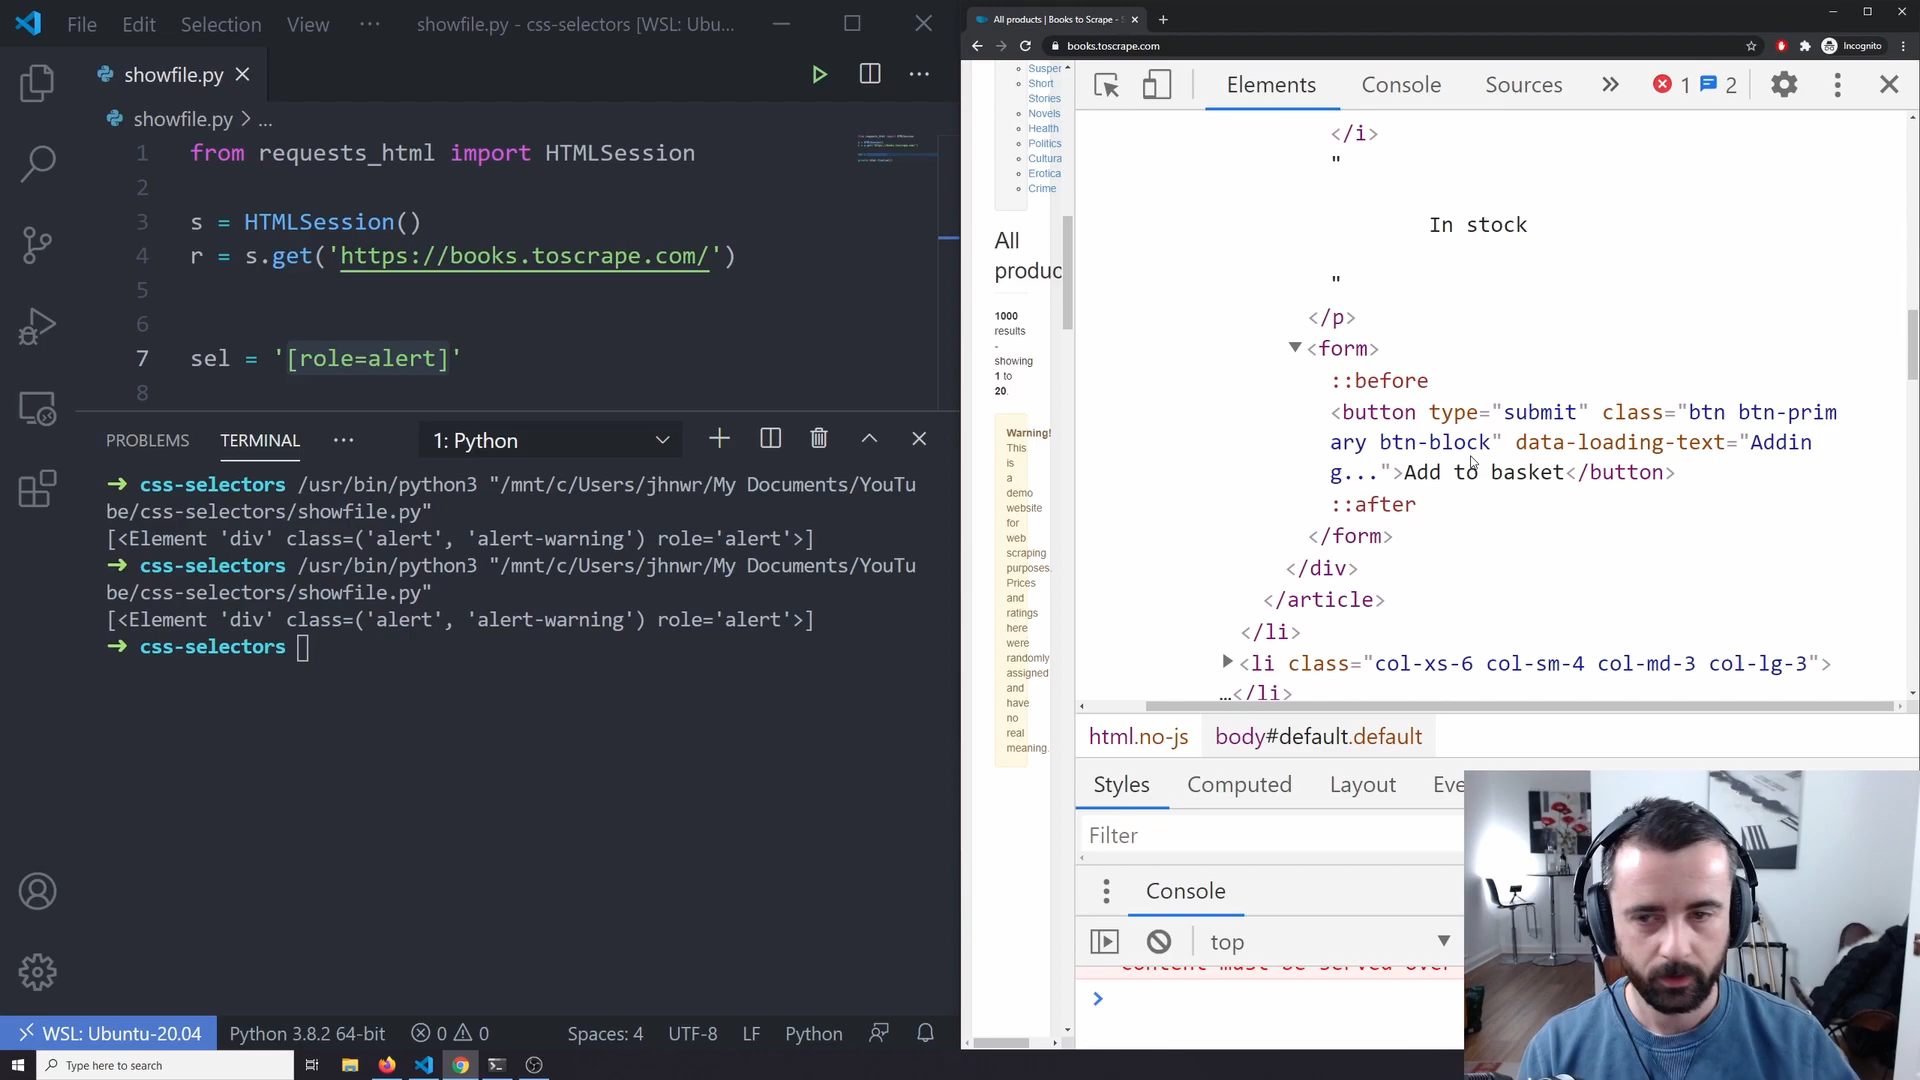 File Edit Selection View ··· showfile.py - css-selectors [WSL: Ubu...
showfile.py
showfile.py > ...
1 from requests_html import HTMLSession
2
3 s = HTMLSession()
4 r = s.get('https://books.toscrape.com/')
5
6
7 sel = '[role=alert]'
8
PROBLEMS TERMINAL ··· 1: Python
➜ css-selectors /usr/bin/python3 "/mnt/c/Users/jhnwr/My Documents/YouTu
be/css-selectors/showfile.py"
[<Element 'div' class=('alert', 'alert-warning') role='alert'>]
➜ css-selectors /usr/bin/python3 "/mnt/c/Users/jhnwr/My Documents/YouTu
be/css-selectors/showfile.py"
[<Element 'div' class=('alert', 'alert-warning') role='alert'>]
➜ css-selectors
WSL: Ubuntu-20.04 Python 3.8.2 64-bit 0 0 Spaces: 4 UTF-8 LF Python
Type here to search
All products | Books to Scrape -
books.toscrape.com Incognito
Suspen
Short
Stories
Novels
Health
Politics
Cultura
Erotica
Crime
All
produc
1000
results
-
showing
1 to
20.
Warning!
This
is
a
demo
website
for
web
scraping
purposes.
Prices
and
ratings
here
were
randomly
assigned
and
have
no
real
meaning.
Elements Console Sources 1 2
</i>
"
In stock
"
</p>
<form>
::before
<button type="submit" class="btn btn-prim
ary btn-block" data-loading-text="Addin
g...">Add to basket</button>
::after
</form>
</div>
</article>
</li>
<li class="col-xs-6 col-sm-4 col-md-3 col-lg-3">
…</li>
html.no-js body#default.default
Styles Computed Layout Eve
Filter
Console
top
content must be served over
>